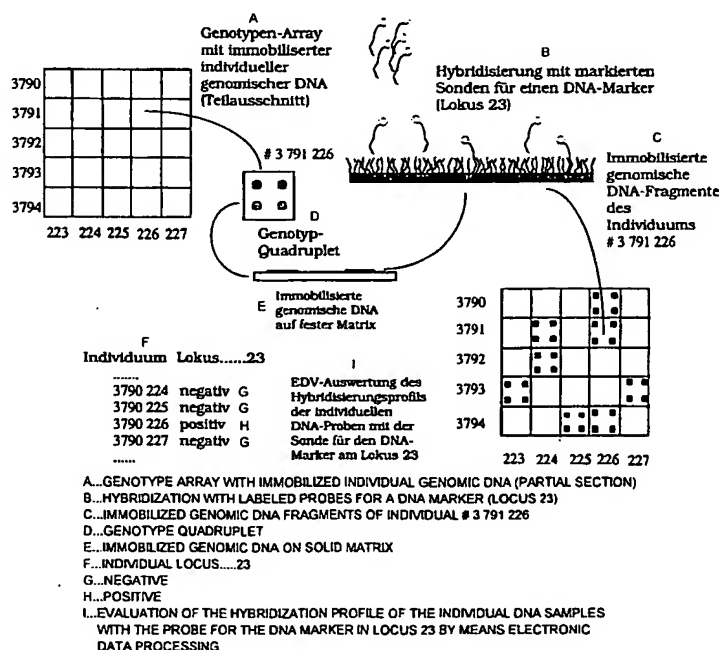 A
Genotypen-Array
mit immobiliserter
individueller
genomischer DNA
(Teilausschnitt)
3790
3791
3792
3793
3794
223 224 225 226 227
# 3 791 226
D
Genotyp-
Quadruplet
E Immobilisierte
genomische DNA
auf fester Matrix
B
Hybridisierung mit markierten
Sonden für einen DNA-Marker
(Lokus 23)
C
Immobilisierte
genomische
DNA-Fragmente
des
Individuums
# 3 791 226
F
Individuum Lokus......23
.......
3790 224 negativ G
3790 225 negativ G
3790 226 positiv H
3790 227 negativ G
......
I
EDV-Auswertung des
Hybridisierungsprofils
der individuellen
DNA-Proben mit der
Sonde für den DNA-
Marker am Lokus 23
3790
3791
3792
3793
3794
223 224 225 226 227
A...GENOTYPE ARRAY WITH IMMOBILIZED INDIVIDUAL GENOMIC DNA (PARTIAL SECTION)
B...HYBRIDIZATION WITH LABELED PROBES FOR A DNA MARKER (LOCUS 23)
C...IMMOBILIZED GENOMIC DNA FRAGMENTS OF INDIVIDUAL # 3 791 226
D...GENOTYPE QUADRUPLET
E...IMMOBILIZED GENOMIC DNA ON SOLID MATRIX
F...INDIVIDUAL LOCUS.....23
G...NEGATIVE
H...POSITIVE
I...EVALUATION OF THE HYBRIDIZATION PROFILE OF THE INDIVIDUAL DNA SAMPLES
WITH THE PROBE FOR THE DNA MARKER IN LOCUS 23 BY MEANS ELECTRONIC
DATA PROCESSING